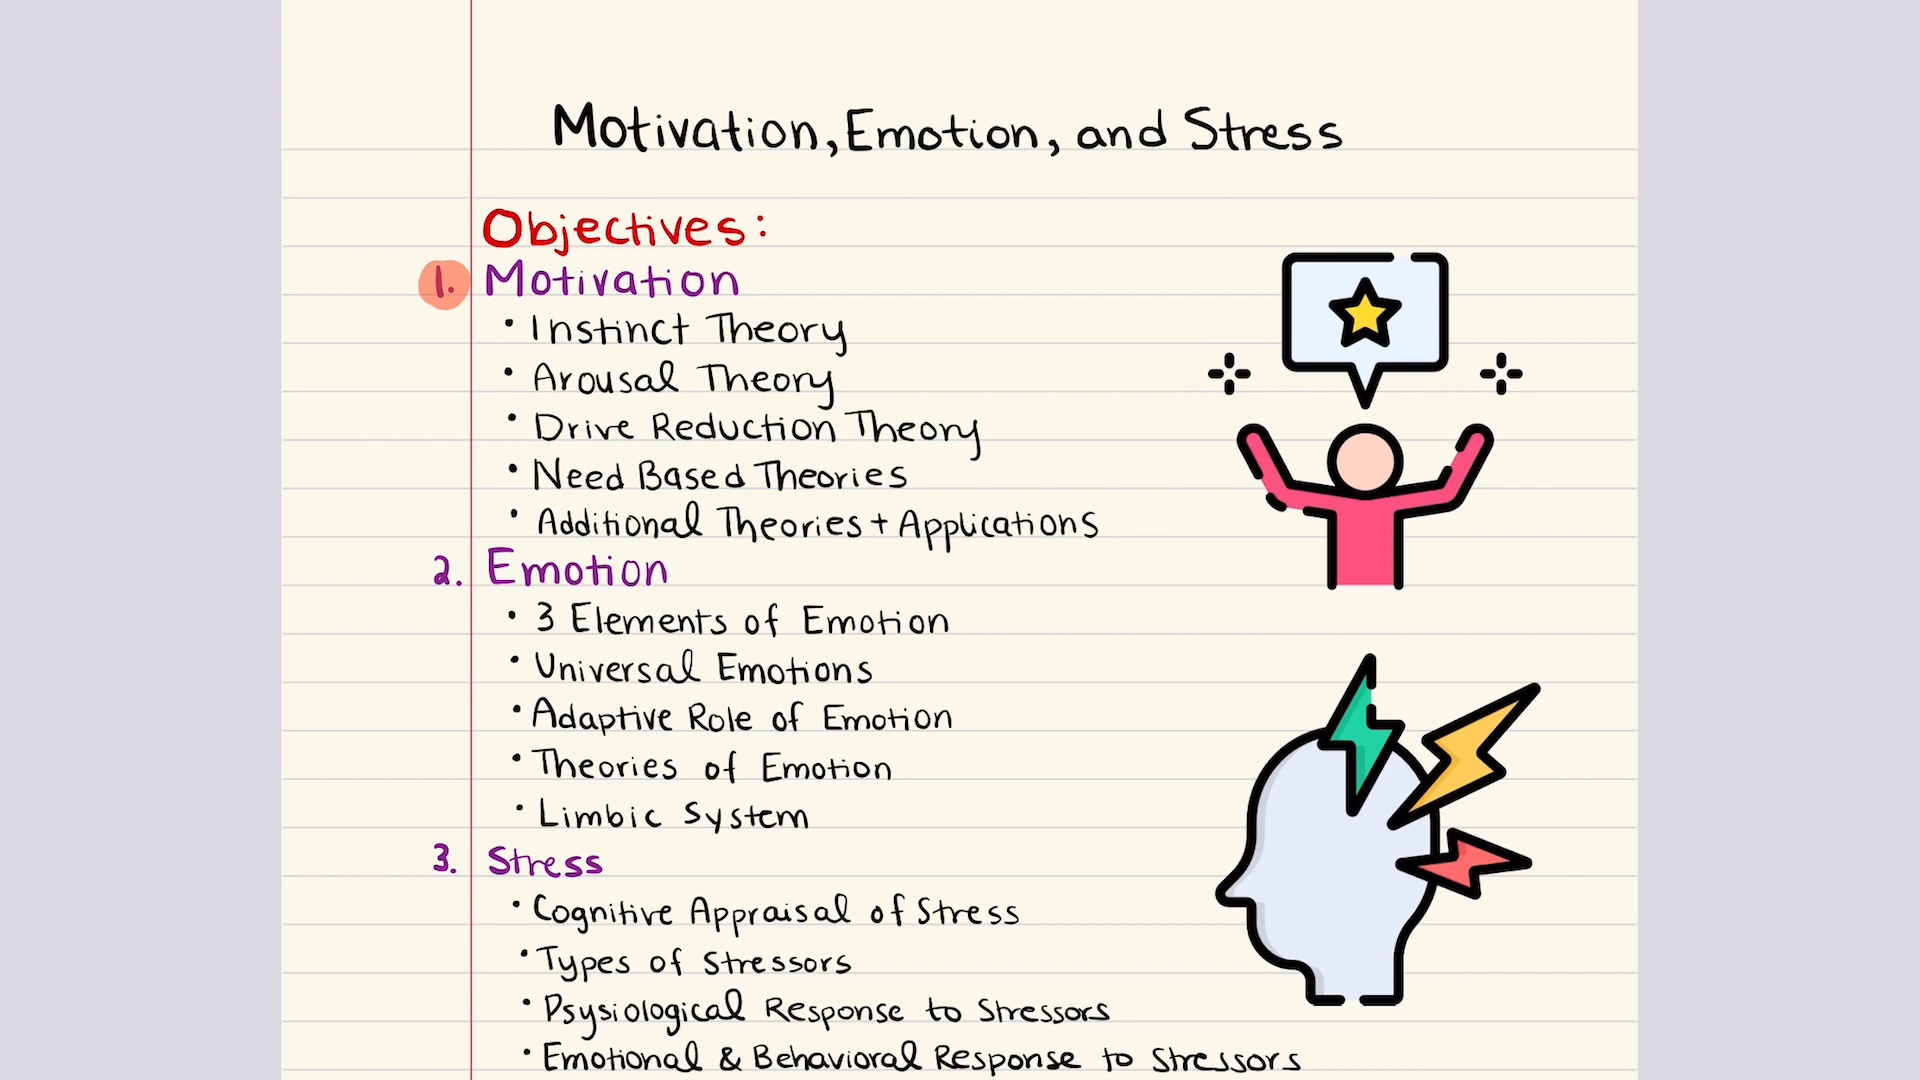 Motivation, Emotion, and Stress
Objectives:
1. Motivation
• Instinct Theory
• Arousal Theory
• Drive Reduction Theory
• Need Based Theories
• Additional Theories + Applications
2. Emotion
• 3 Elements of Emotion
• Universal Emotions
• Adaptive Role of Emotion
• Theories of Emotion
• Limbic System
3. Stress
• Cognitive Appraisal of Stress
• Types of Stressors
• Psysiological Response to Stressors
• Emotional & Behavioral Response to Stressors